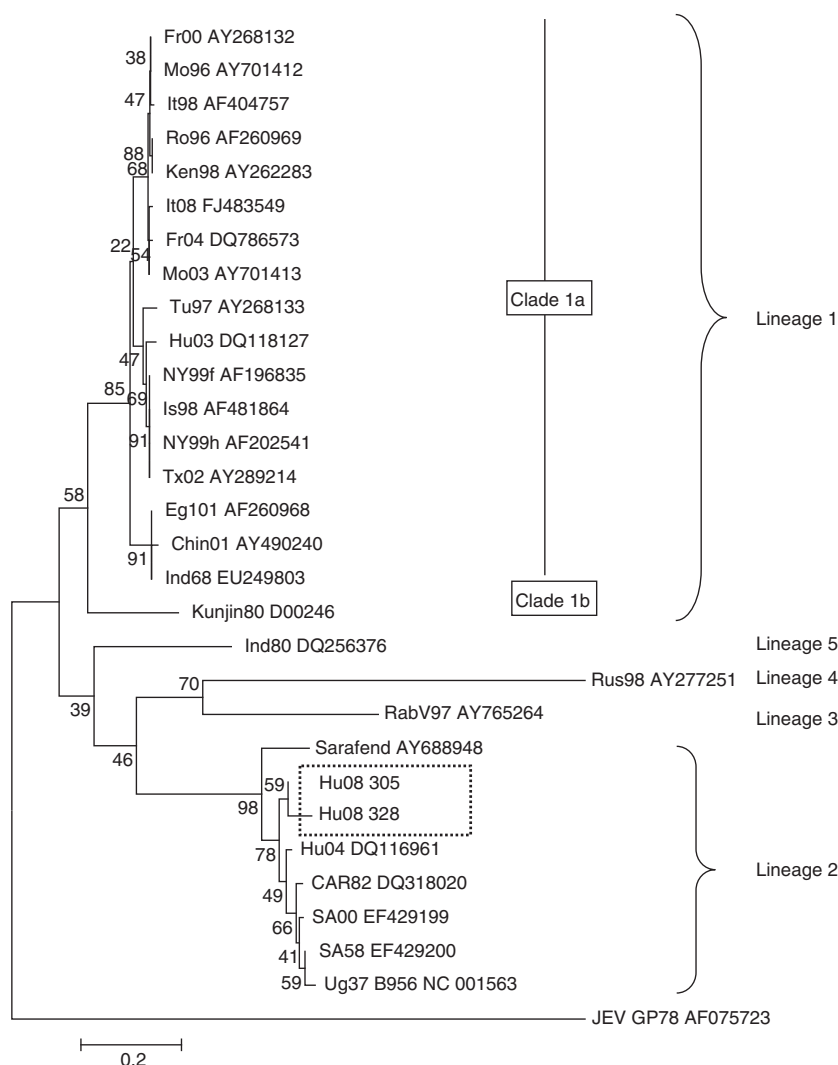 Fr00 AY268132
38
Mo96 AY701412
47
It98 AF404757
Ro96 AF260969
88
68
Ken98 AY262283
It08 FJ483549
22
Fr04 DQ786573
54
Mo03 AY701413
Clade 1a
Tu97 AY268133
Lineage 1
Hu03 DQ118127
47
NY99f AF196835
85
69
Is98 AF481864
91
NY99h AF202541
Tx02 AY289214
58
Eg101 AF260968
Chin01 AY490240
91
Ind68 EU249803
Clade 1b
Kunjin80 D00246
Ind80 DQ256376
Lineage 5
70
Rus98 AY277251
Lineage 4
39
RabV97 AY765264
Lineage 3
46
Sarafend AY688948
59
Hu08 305
98
Hu08 328
78
Hu04 DQ116961
Lineage 2
49
CAR82 DQ318020
66
SA00 EF429199
41
SA58 EF429200
59
Ug37 B956 NC 001563
JEV GP78 AF075723
0.2